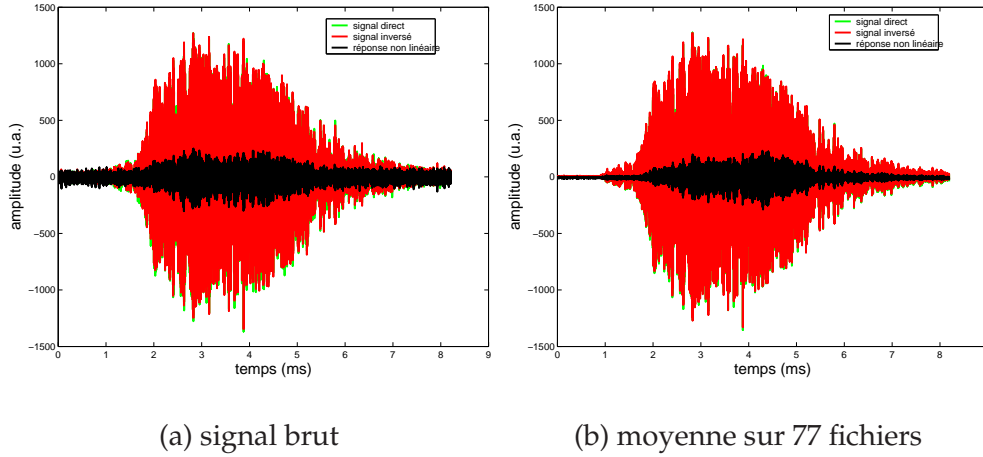 1500
1000
500
0
−500
−1000
−1500
amplitude (u.a.)
0 1 2 3 4 5 6 7 8 9
temps (ms)
signal direct
signal inversé
réponse non linéaire
(a) signal brut
1500
1000
500
0
−500
−1000
−1500
amplitude (u.a.)
0 1 2 3 4 5 6 7 8
temps (ms)
signal direct
signal inversé
réponse non linéaire
(b) moyenne sur 77 fichiers